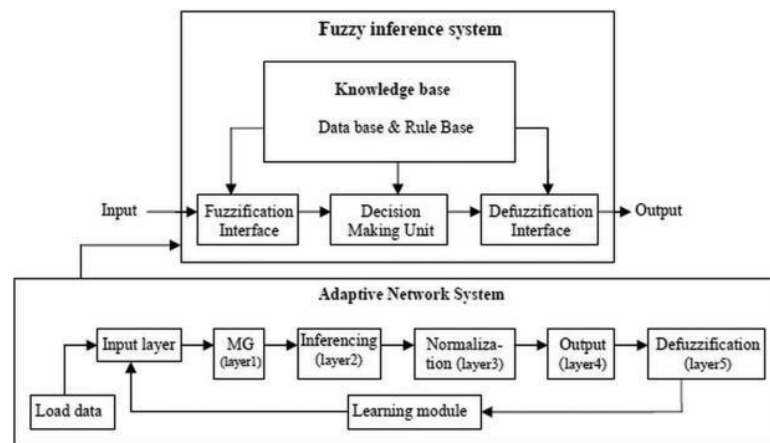 Fuzzy inference system
Knowledge base
Data base & Rule Base
Input
Fuzzification
Interface
Decision
Making Unit
Defuzzification
Interface
Output
Adaptive Network System
Input layer
MG
(layer1)
Inferencing
(layer2)
Normaliza-
tion (layer3)
Output
(layer4)
Defuzzification
(layer5)
Load data
Learning module